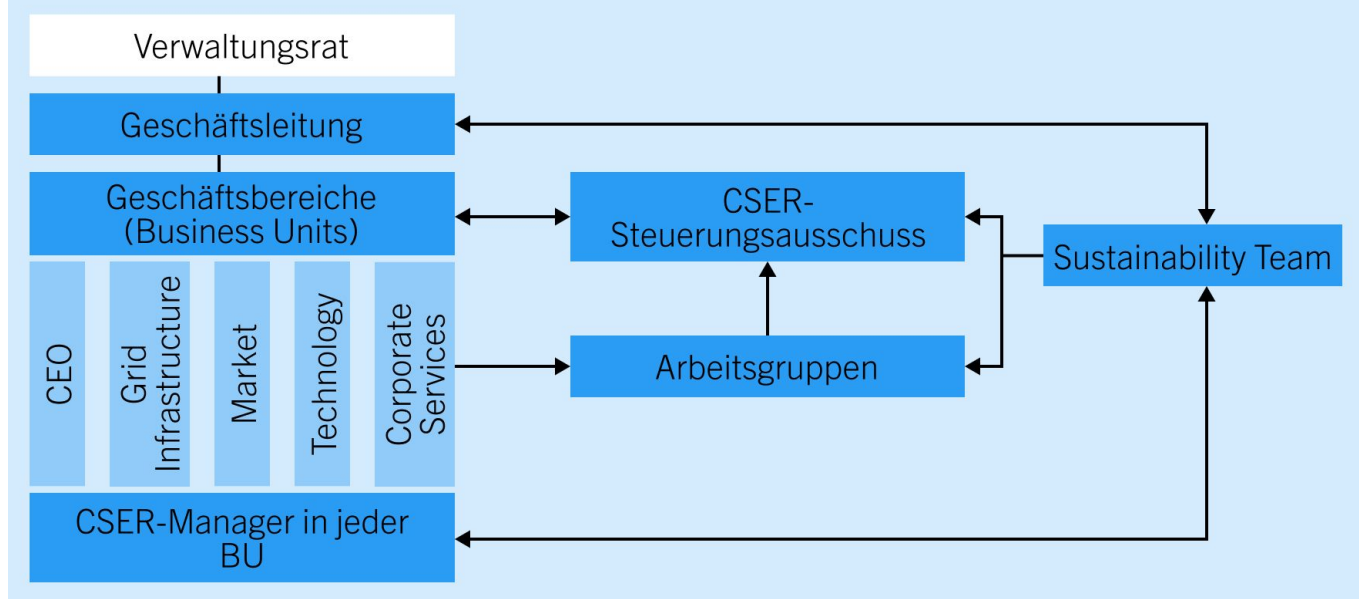 Verwaltungsrat
Geschäftsleitung
Geschäftsbereiche
(Business Units)
CEO
Grid
Infrastructure
Market
Technology
Corporate
Services
CSER-Manager in jeder
BU
CSER-
Steuerungsausschuss
Arbeitsgruppen
Sustainability Team